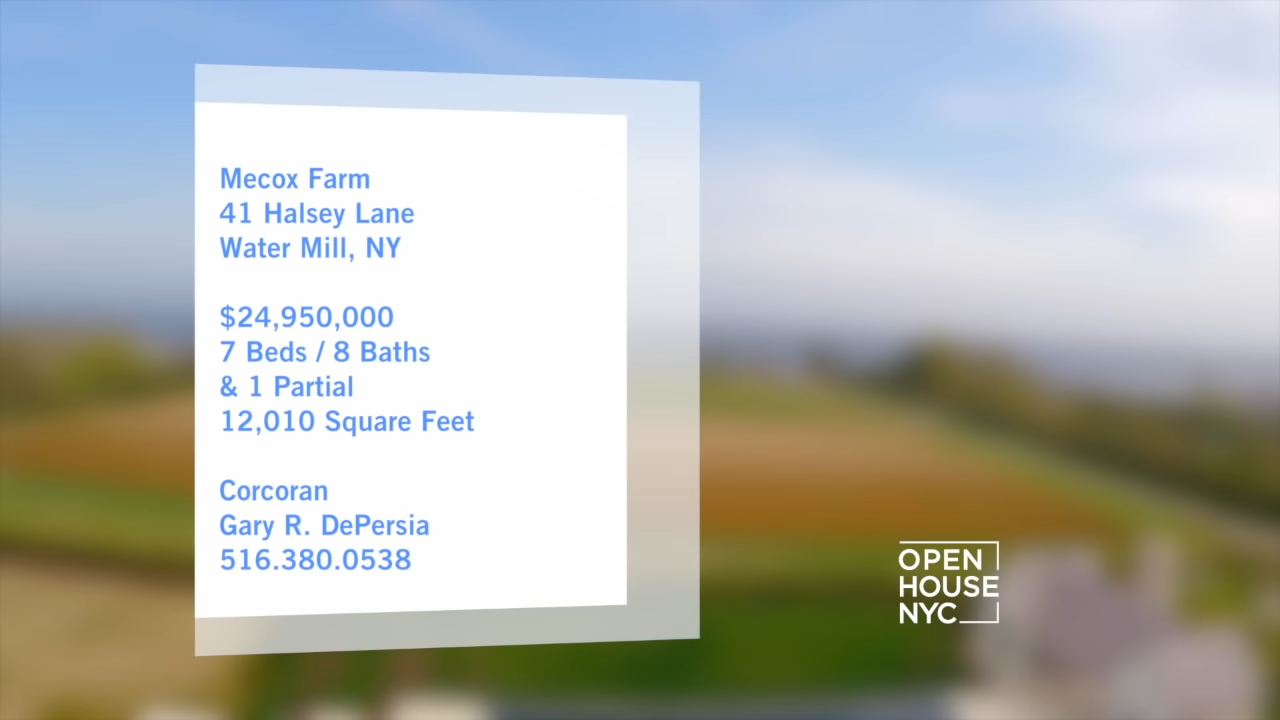 Mecox Farm
41 Halsey Lane
Water Mill, NY
$24,950,000
7 Beds / 8 Baths
& 1 Partial
12,010 Square Feet
Corcoran
Gary R. DePersia
516.380.0538
OPEN
HOUSE
NYC